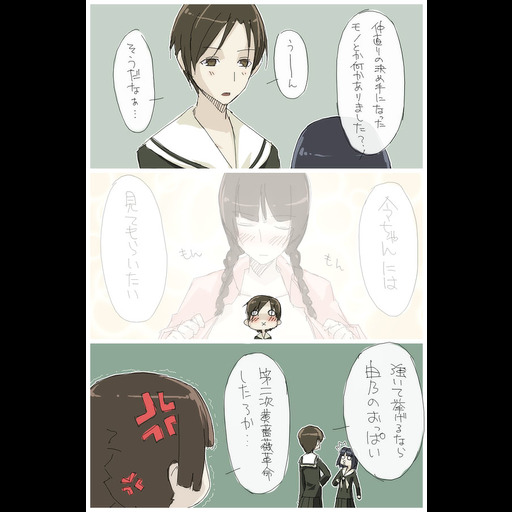 仲直りの決め手になった
モノとか何かありました？
うーん
そうだなぁ…
令ちゃんには
見てもらいたい
もん
もん
強いて挙げるなら
由乃のおっぱい
第二次黄薔薇革命
したろか…